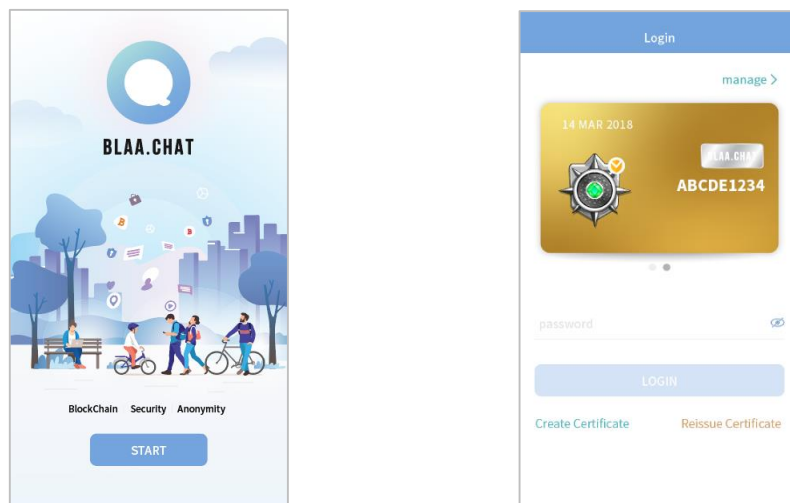 BLAA.CHAT
BlockChain Security Anonymity
START
Login
manage >
14 MAR 2018
BLAA.CHAT
ABCDE1234
password
LOGIN
Create Certificate Reissue Certificate